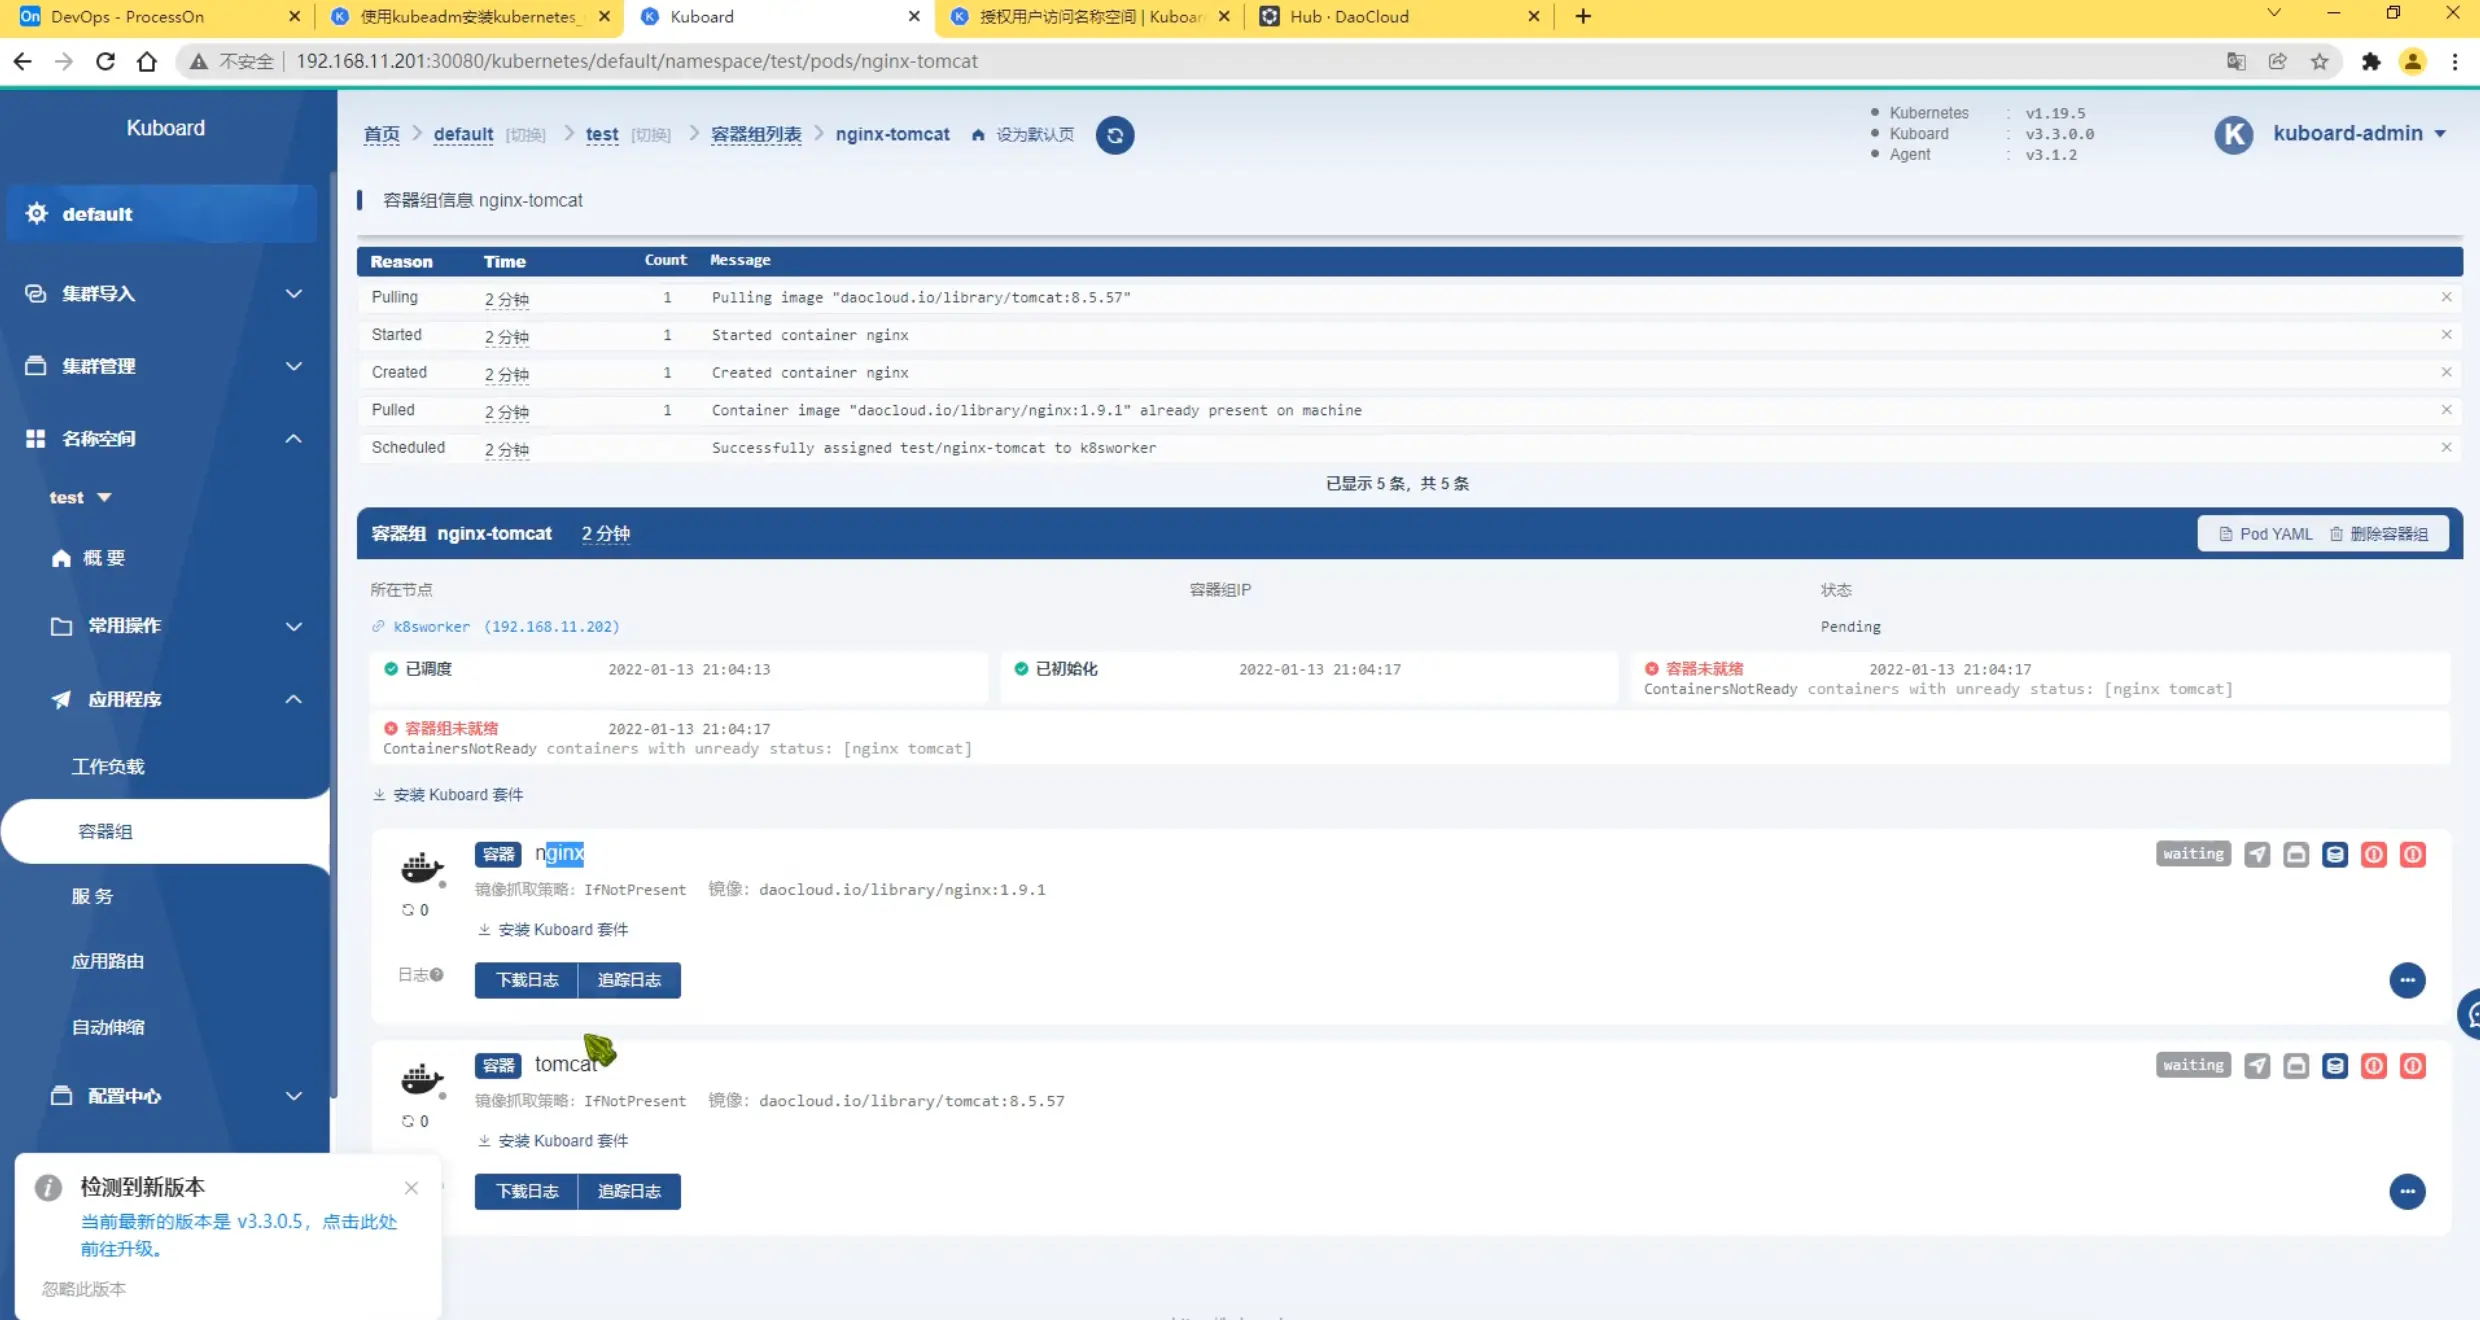 DevOps - ProcessOn
使用kubeadm安装kubernetes_
Kuboard
授权用户访问名称空间 | Kuboar
Hub · DaoCloud
不安全
192.168.11.201:30080/kubernetes/default/namespace/test/pods/nginx-tomcat
Kuboard
首页 default [切换] test [切换] 容器组列表 nginx-tomcat 设为默认页
Kubernetes : v1.19.5
Kuboard : v3.3.0.0
Agent : v3.1.2
K kuboard-admin
default
集群导入
集群管理
名称空间
test
概 要
常用操作
应用程序
工作负载
容器组
服 务
应用路由
自动伸缩
配置中心
容器组信息 nginx-tomcat
Reason Time Count Message
Pulling 2 分钟 1 Pulling image "daocloud.io/library/tomcat:8.5.57"
Started 2 分钟 1 Started container nginx
Created 2 分钟 1 Created container nginx
Pulled 2 分钟 1 Container image "daocloud.io/library/nginx:1.9.1" already present on machine
Scheduled 2 分钟 Successfully assigned test/nginx-tomcat to k8sworker
已显示 5 条，共 5 条
容器组 nginx-tomcat 2 分钟
Pod YAML 删除容器组
所在节点 容器组IP 状态
k8sworker (192.168.11.202) Pending
已调度 2022-01-13 21:04:13
已初始化 2022-01-13 21:04:17
容器未就绪 2022-01-13 21:04:17
ContainersNotReady containers with unready status: [nginx tomcat]
容器组未就绪 2022-01-13 21:04:17
ContainersNotReady containers with unready status: [nginx tomcat]
安装 Kuboard 套件
容器 nginx waiting
镜像抓取策略: IfNotPresent 镜像: daocloud.io/library/nginx:1.9.1
0
安装 Kuboard 套件
日志 下载日志 追踪日志
容器 tomcat waiting
镜像抓取策略: IfNotPresent 镜像: daocloud.io/library/tomcat:8.5.57
0
安装 Kuboard 套件
下载日志 追踪日志
检测到新版本
当前最新的版本是 v3.3.0.5，点击此处
前往升级。
忽略此版本